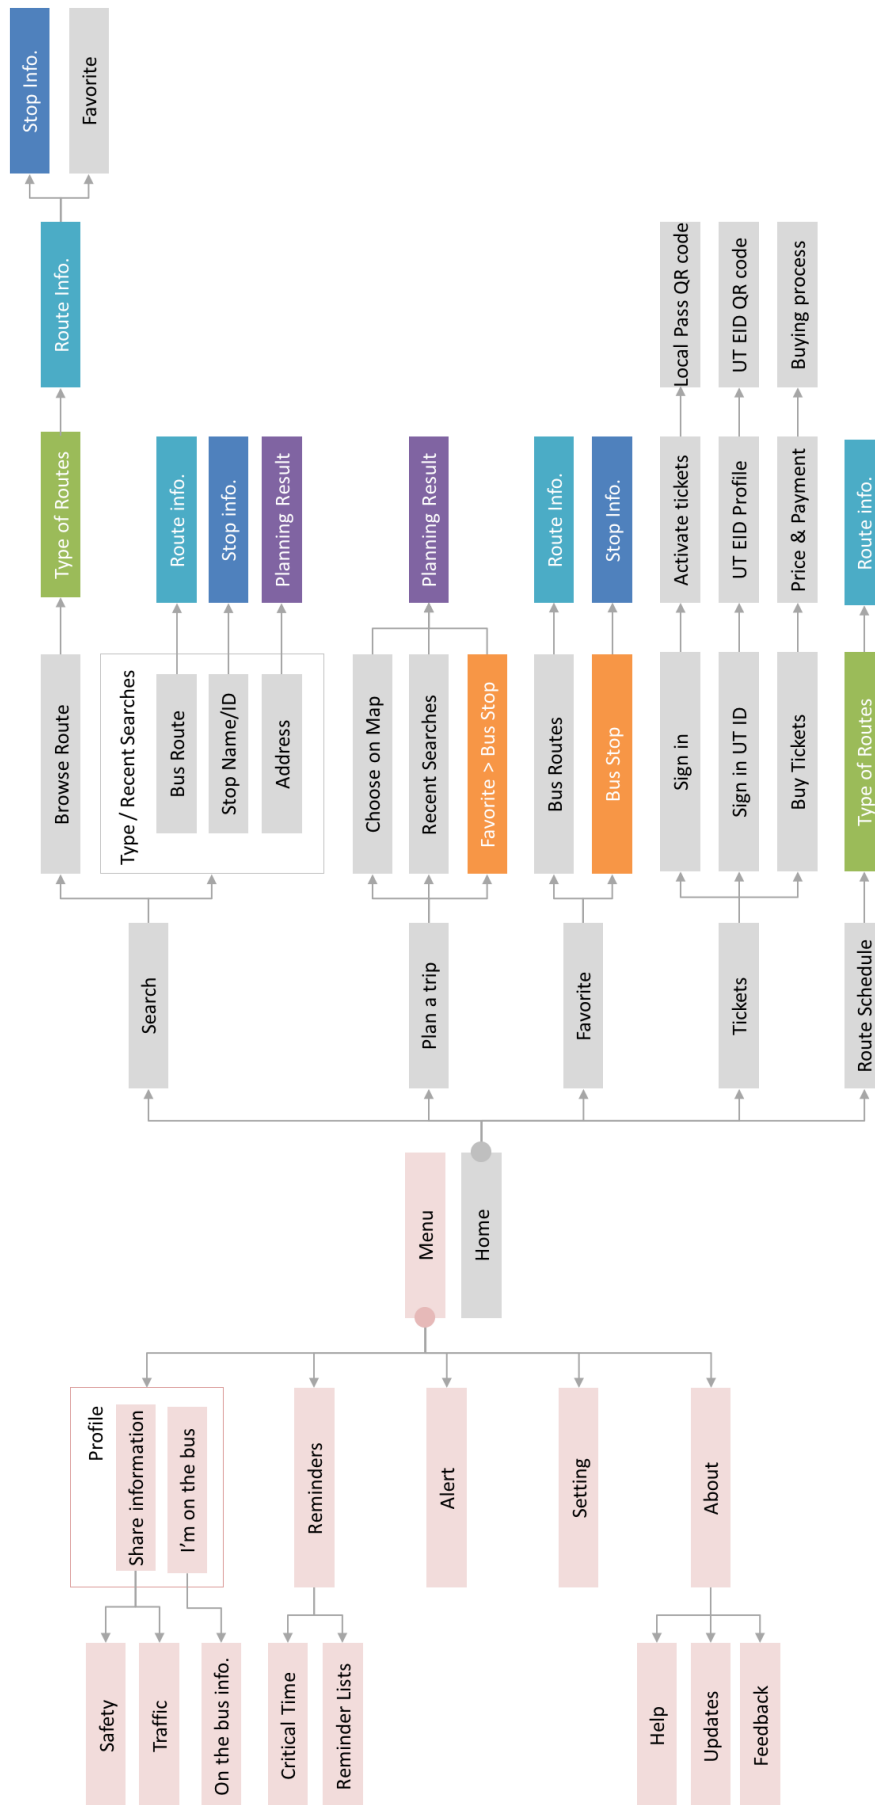 Safety
Traffic
On the bus info.
Critical Time
Reminder Lists
Help
Updates
Feedback
Profile
Share information
I'm on the bus
Reminders
Alert
Setting
About
Menu
Home
Search
Plan a trip
Favorite
Tickets
Route Schedule
Browse Route
Type / Recent Searches
Bus Route
Stop Name/ID
Address
Choose on Map
Recent Searches
Favorite > Bus Stop
Bus Routes
Bus Stop
Sign in
Sign in UT ID
Buy Tickets
Type of Routes
Type of Routes
Route info.
Stop info.
Planning Result
Planning Result
Route Info.
Stop Info.
Activate tickets
UT EID Profile
Price & Payment
Route info.
Route Info.
Local Pass QR code
UT EID QR code
Buying process
Stop Info.
Favorite